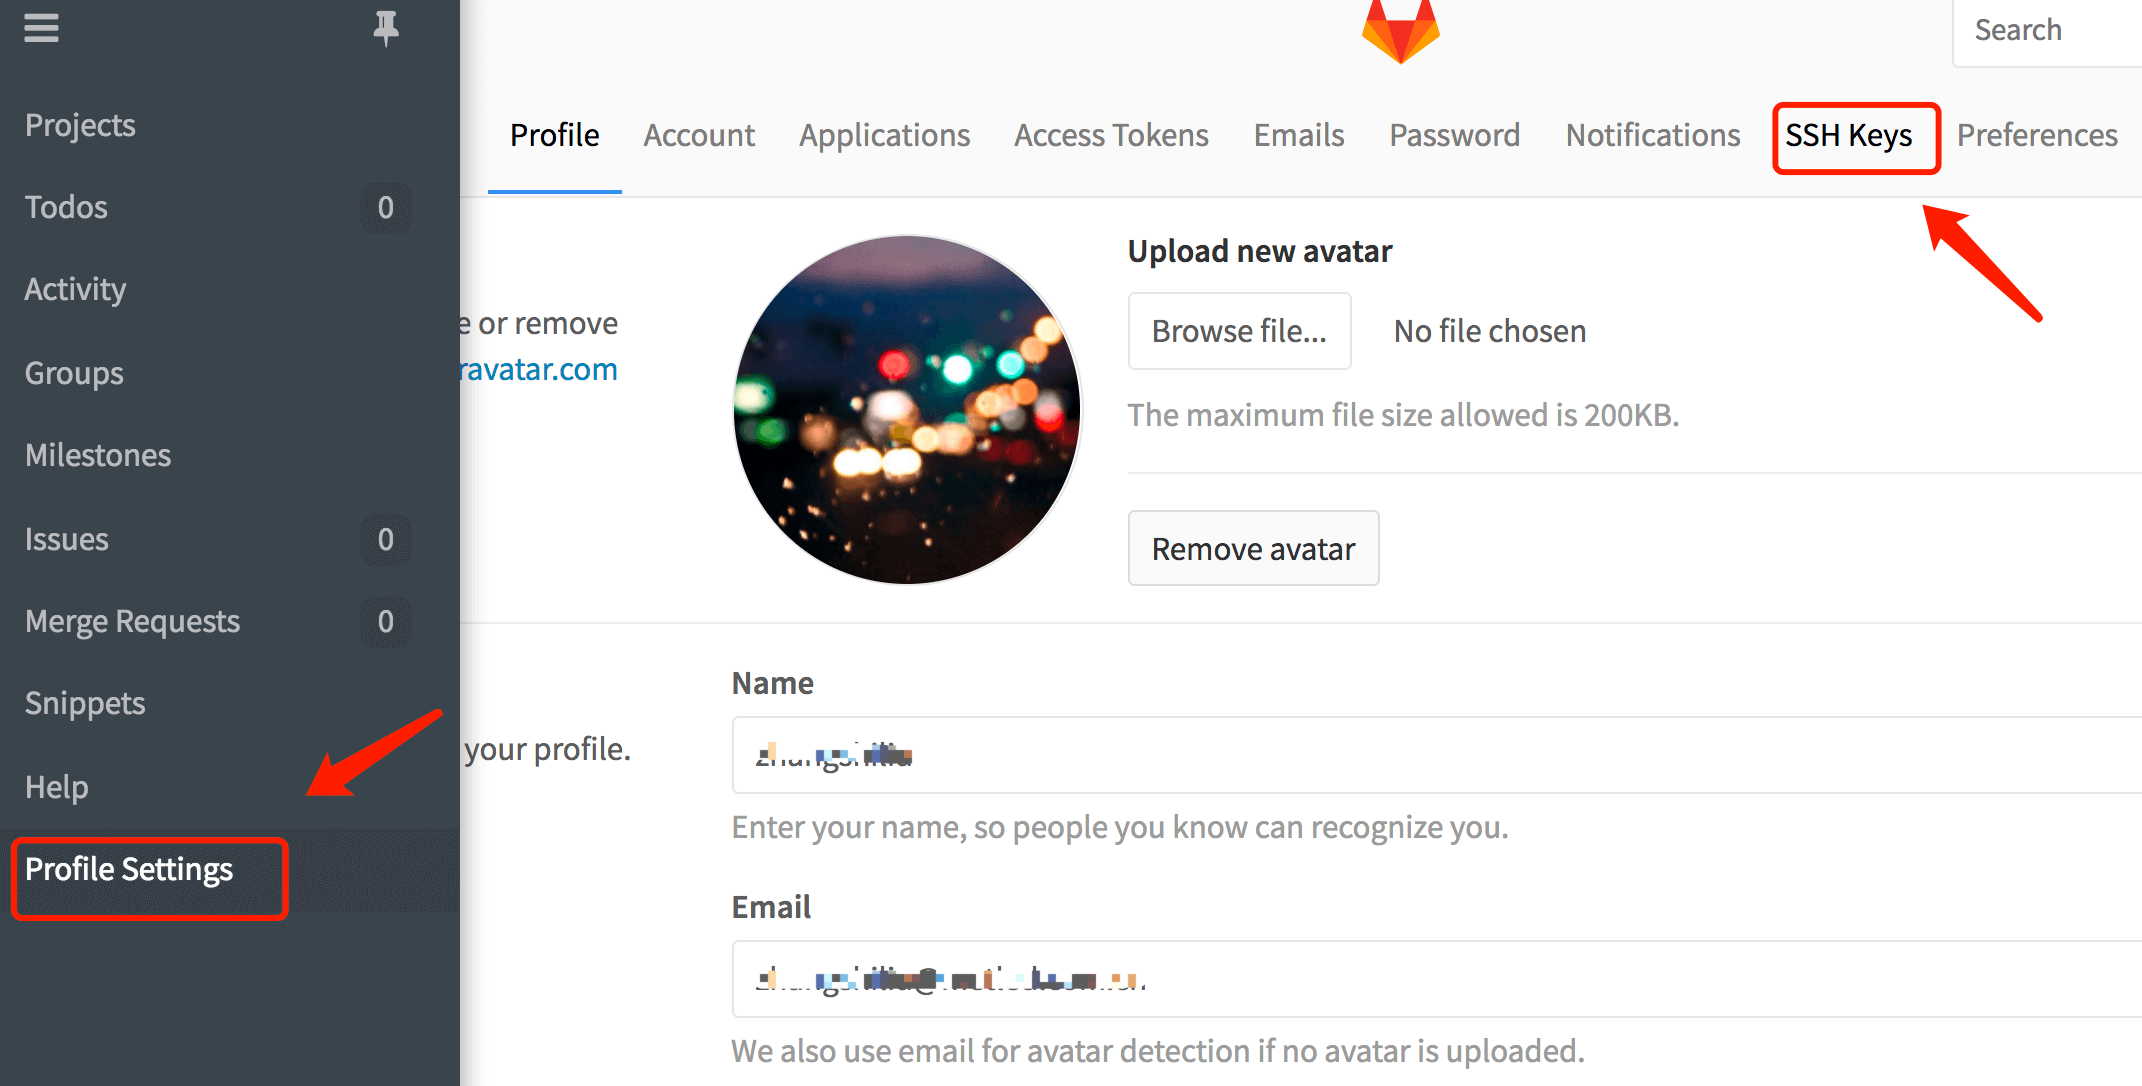 Projects
Todos 0
Activity
Groups
Milestones
Issues 0
Merge Requests 0
Snippets
Help
Profile Settings
Search
Profile Account Applications Access Tokens Emails Password Notifications SSH Keys Preferences
e or remove
ravatar.com
Upload new avatar
Browse file... No file chosen
The maximum file size allowed is 200KB.
Remove avatar
your profile.
Name
Enter your name, so people you know can recognize you.
Email
We also use email for avatar detection if no avatar is uploaded.